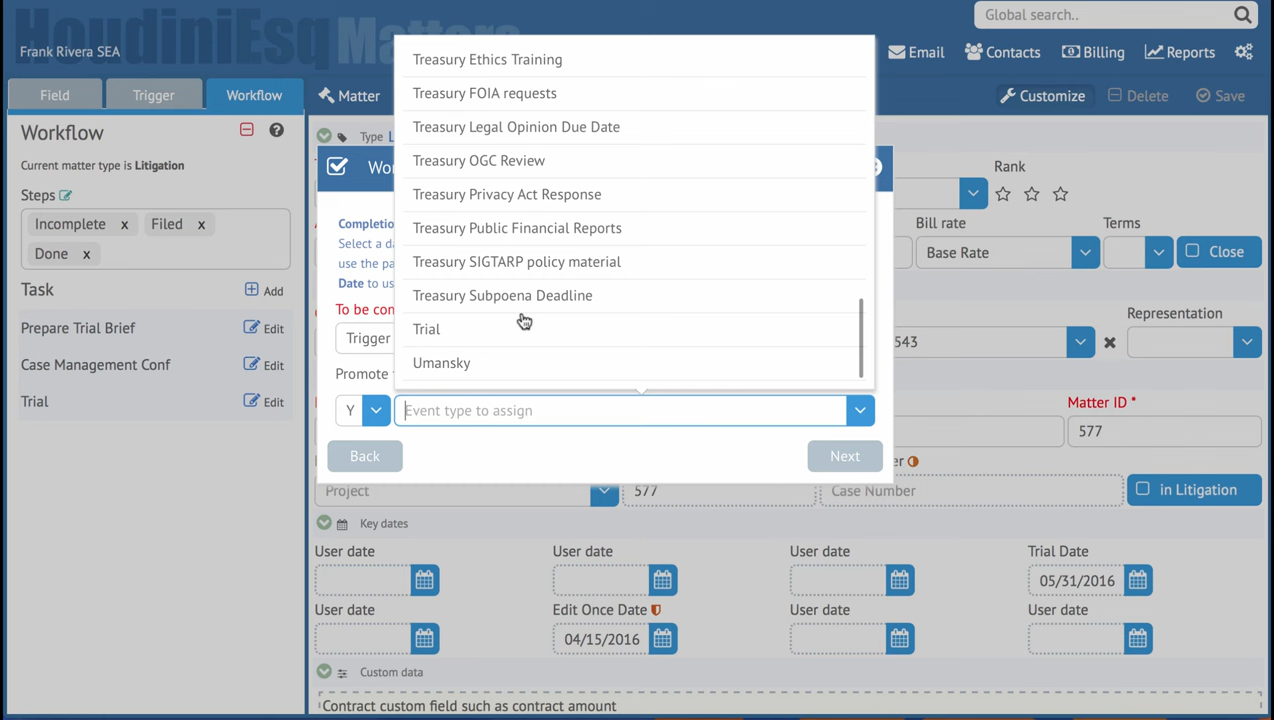 HoudiniEsq Matters
Global search..
Frank Rivera SEA
Email
Contacts
Billing
Reports
Field
Trigger
Workflow
Matter
Customize
Delete
Save
Workflow
Current matter type is Litigation
Steps
Incomplete x
Filed x
Done x
Task
Add
Prepare Trial Brief
Edit
Case Management Conf
Edit
Trial
Edit
Type L
Wor
Completio
Select a da
use the pa
Date to us
To be con
Trigger
Promote
Y
Event type to assign
Back
Next
Treasury Ethics Training
Treasury FOIA requests
Treasury Legal Opinion Due Date
Treasury OGC Review
Treasury Privacy Act Response
Treasury Public Financial Reports
Treasury SIGTARP policy material
Treasury Subpoena Deadline
Trial
Umansky
Rank
Bill rate
Terms
Base Rate
Close
Representation
543
Matter ID *
577
er
Project
577
Case Number
in Litigation
Key dates
User date
User date
User date
Trial Date
05/31/2016
User date
Edit Once Date
User date
User date
04/15/2016
Custom data
Contract custom field such as contract amount